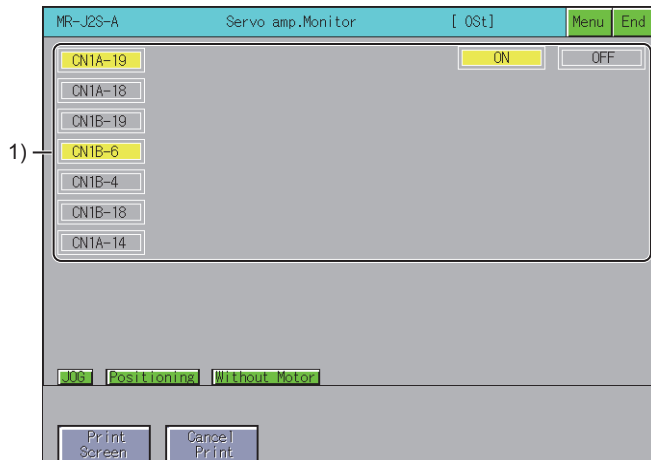 MR-J2S-A Servo amp.Monitor [ OSt] Menu End
CN1A-19 ON OFF
CN1A-18
CN1B-19
1) CN1B-6
CN1B-4
CN1B-18
CN1A-14
JOG Positioning Without Motor
Print Screen Cancel Print